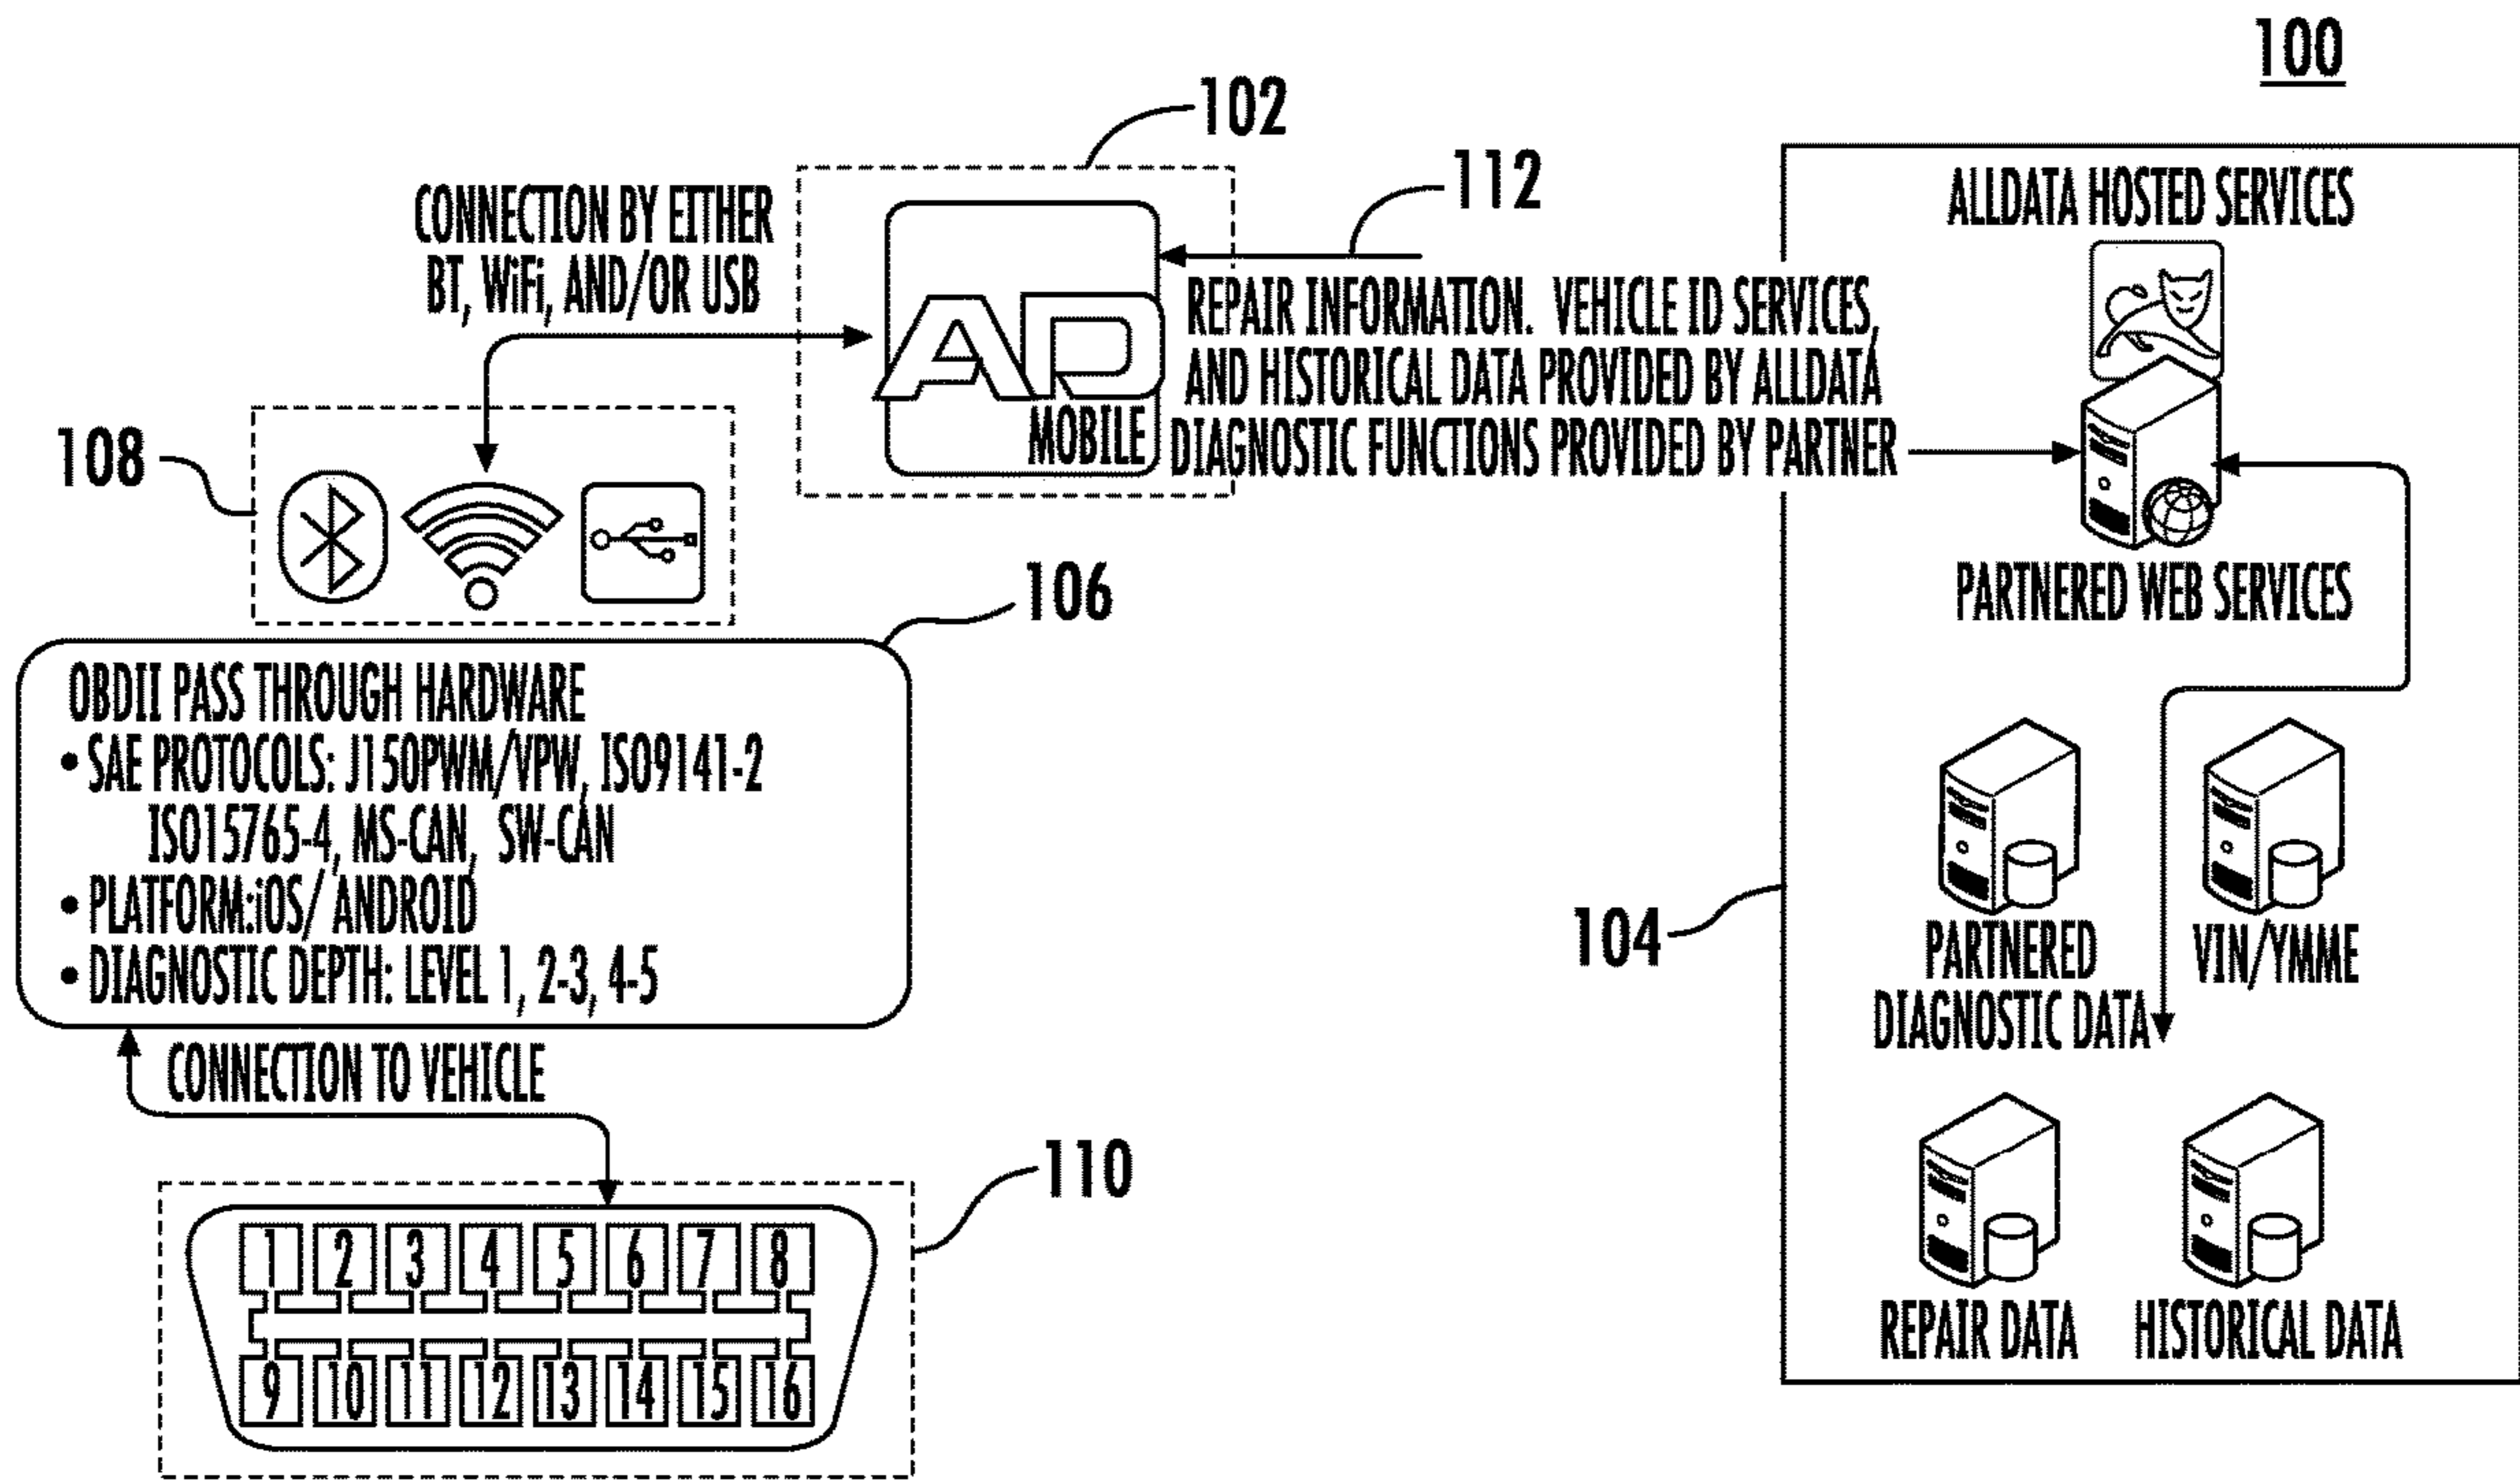 100
102
112
CONNECTION BY EITHER
BT, WiFi, AND/OR USB
AD
MOBILE
REPAIR INFORMATION. VEHICLE ID SERVICES,
AND HISTORICAL DATA PROVIDED BY ALLDATA
DIAGNOSTIC FUNCTIONS PROVIDED BY PARTNER
108
106
OBDII PASS THROUGH HARDWARE
• SAE PROTOCOLS: J150PWM/VPW, ISO9141-2
ISO15765-4, MS-CAN, SW-CAN
• PLATFORM:iOS/ ANDROID
• DIAGNOSTIC DEPTH: LEVEL 1, 2-3, 4-5
CONNECTION TO VEHICLE
110
1 2 3 4 5 6 7 8
9 10 11 12 13 14 15 16
ALLDATA HOSTED SERVICES
PARTNERED WEB SERVICES
104
PARTNERED
DIAGNOSTIC DATA
VIN/YMME
REPAIR DATA
HISTORICAL DATA